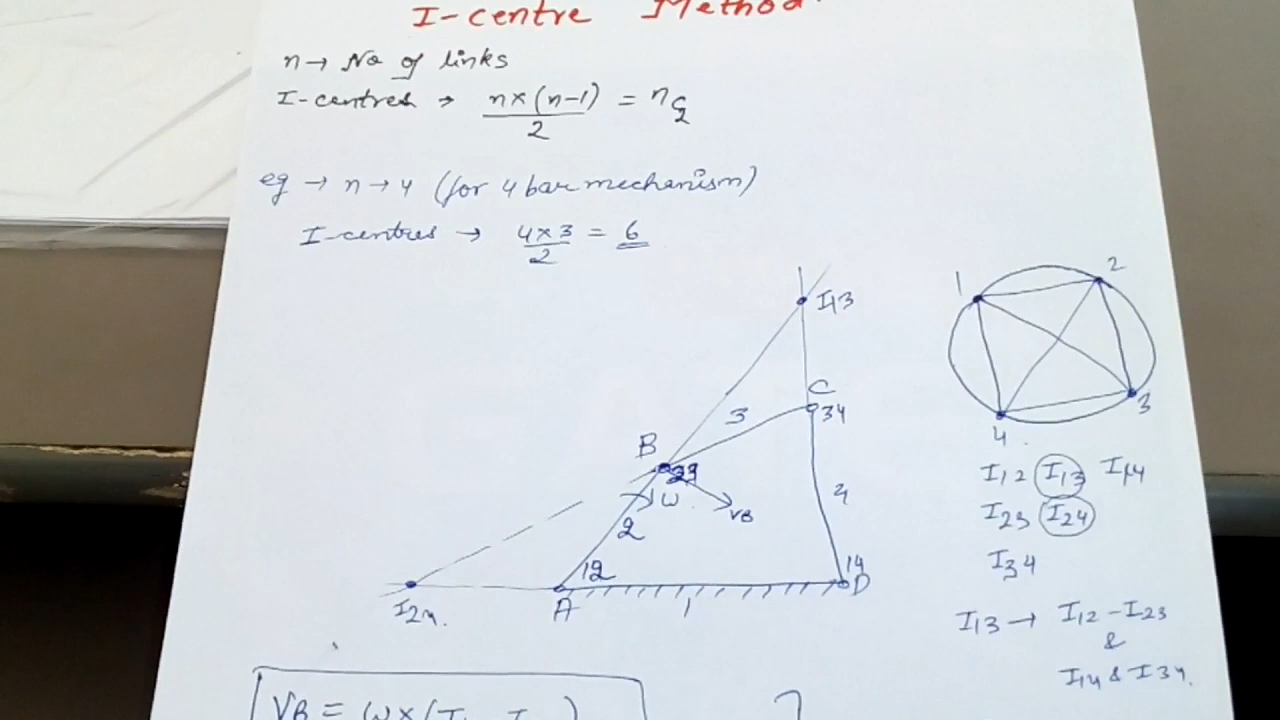 I-centre Method
n → No of links
I-centres → n×(n-1)/2 = nC2
eg → n → 4 (for 4 bar mechanism)
I-centres → 4×3/2 = 6
1 2
3
4
I13
C
34
3
B
23
ω
VB
4
2
12
14
I24
A
1
D
I12 I13 I14
I23 I24
I34
I13 → I12 - I23
&
I14 & I34
VB = ω×(I